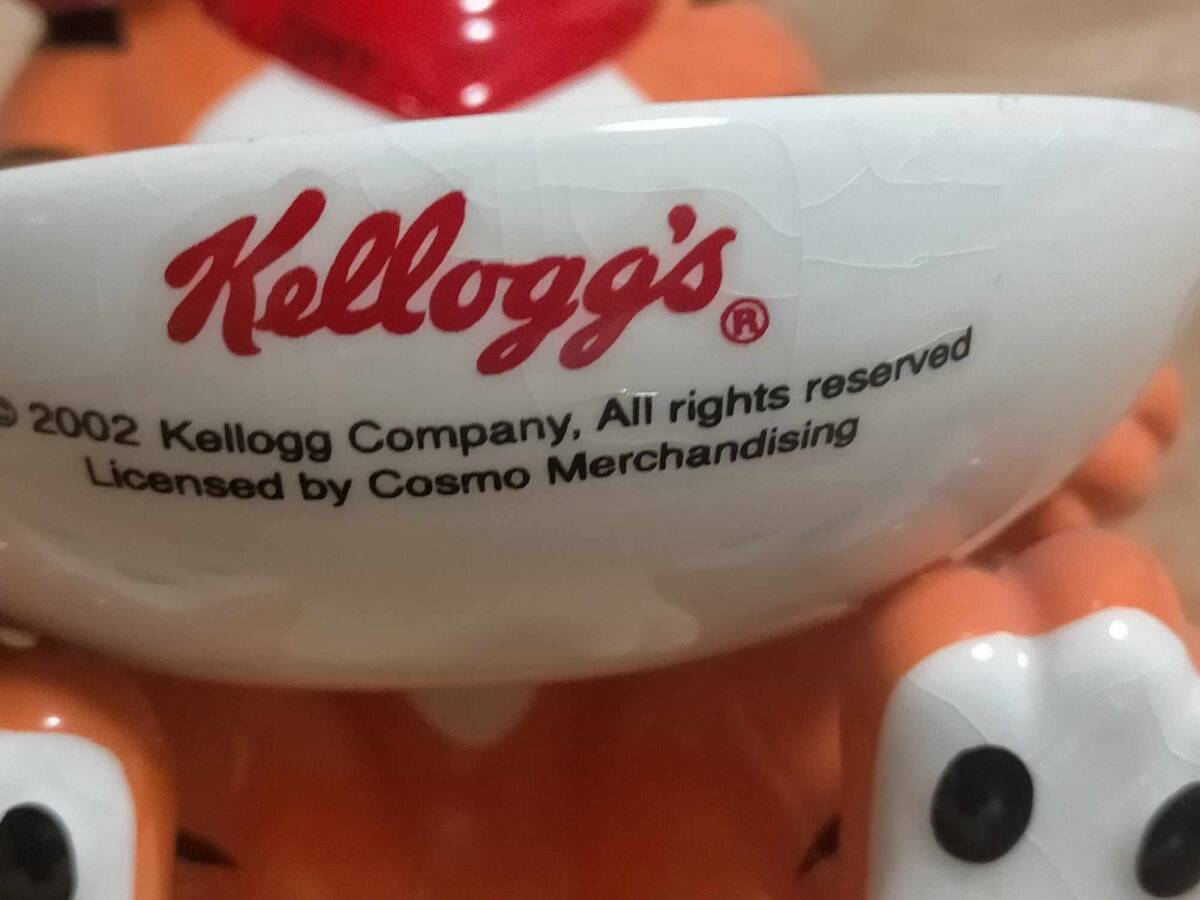 Kellogg's®
© 2002 Kellogg Company, All rights reserved
Licensed by Cosmo Merchandising